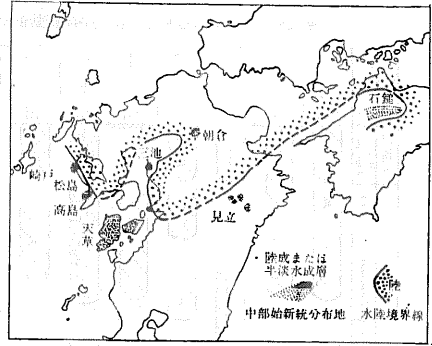 石鎚
朝倉
池
崎戸
松島
高島
天草
見立
陸成または
半淡水成層
中部始新統分布地
陸
水陸境界線